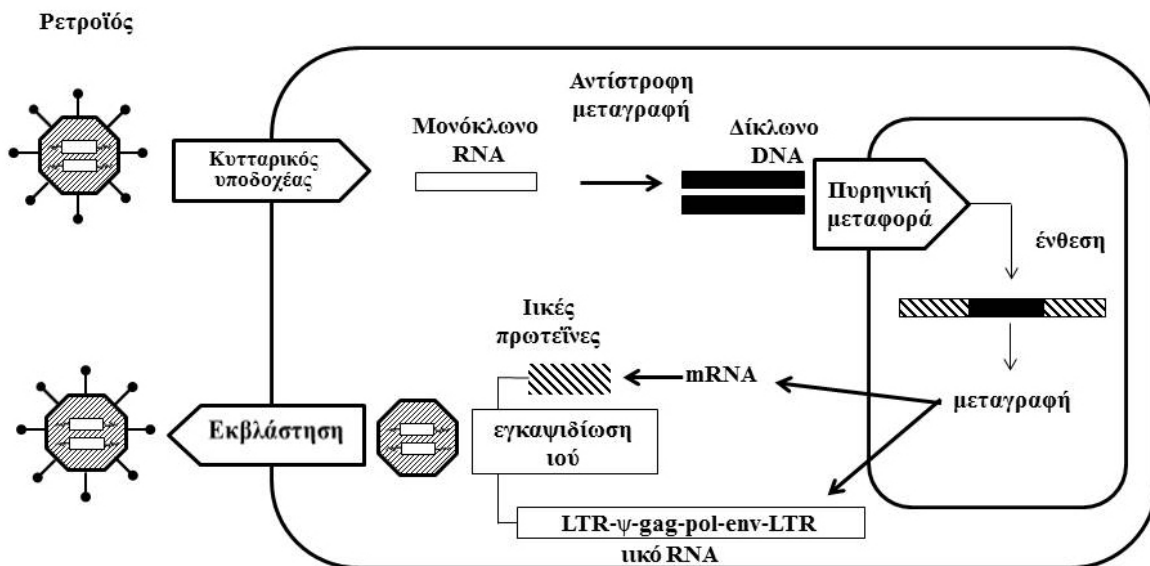 Ρετροϊός
Αντίστροφη
μεταγραφή
Μονόκλωνο
RNA
Δίκλωνο
DNA
Κυτταρικός
υποδοχέας
Πυρηνική
μεταφορά
ένθεση
Ιικές
πρωτεΐνες
mRNA
μεταγραφή
Εκβλάστηση
εγκαψιδίωση
ιού
LTR-ψ-gag-pol-env-LTR
ιικό RNA